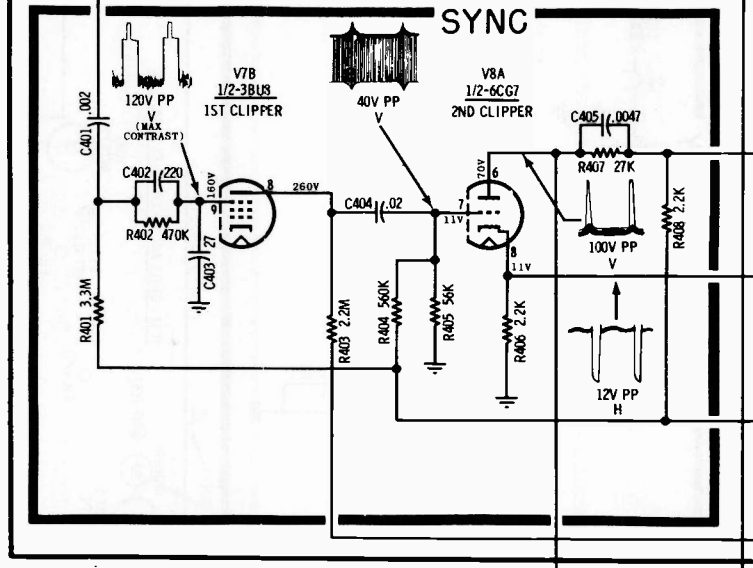 SYNC
120V PP
V
(MAX
CONTRAST)
V7B
1/2-3BU8
1ST CLIPPER
40V PP
V
V8A
1/2-6CG7
2ND CLIPPER
C405 .0047
R407 27K
C401 .002
C402 220
R402 470K
160V
9
8
260V
C403 27
C404 .02
7
11V
70V
6
8
11V
100V PP
V
R408 2.2K
R401 3.3M
R403 2.2M
R404 560K
R405 56K
R406 2.2K
12V PP
H